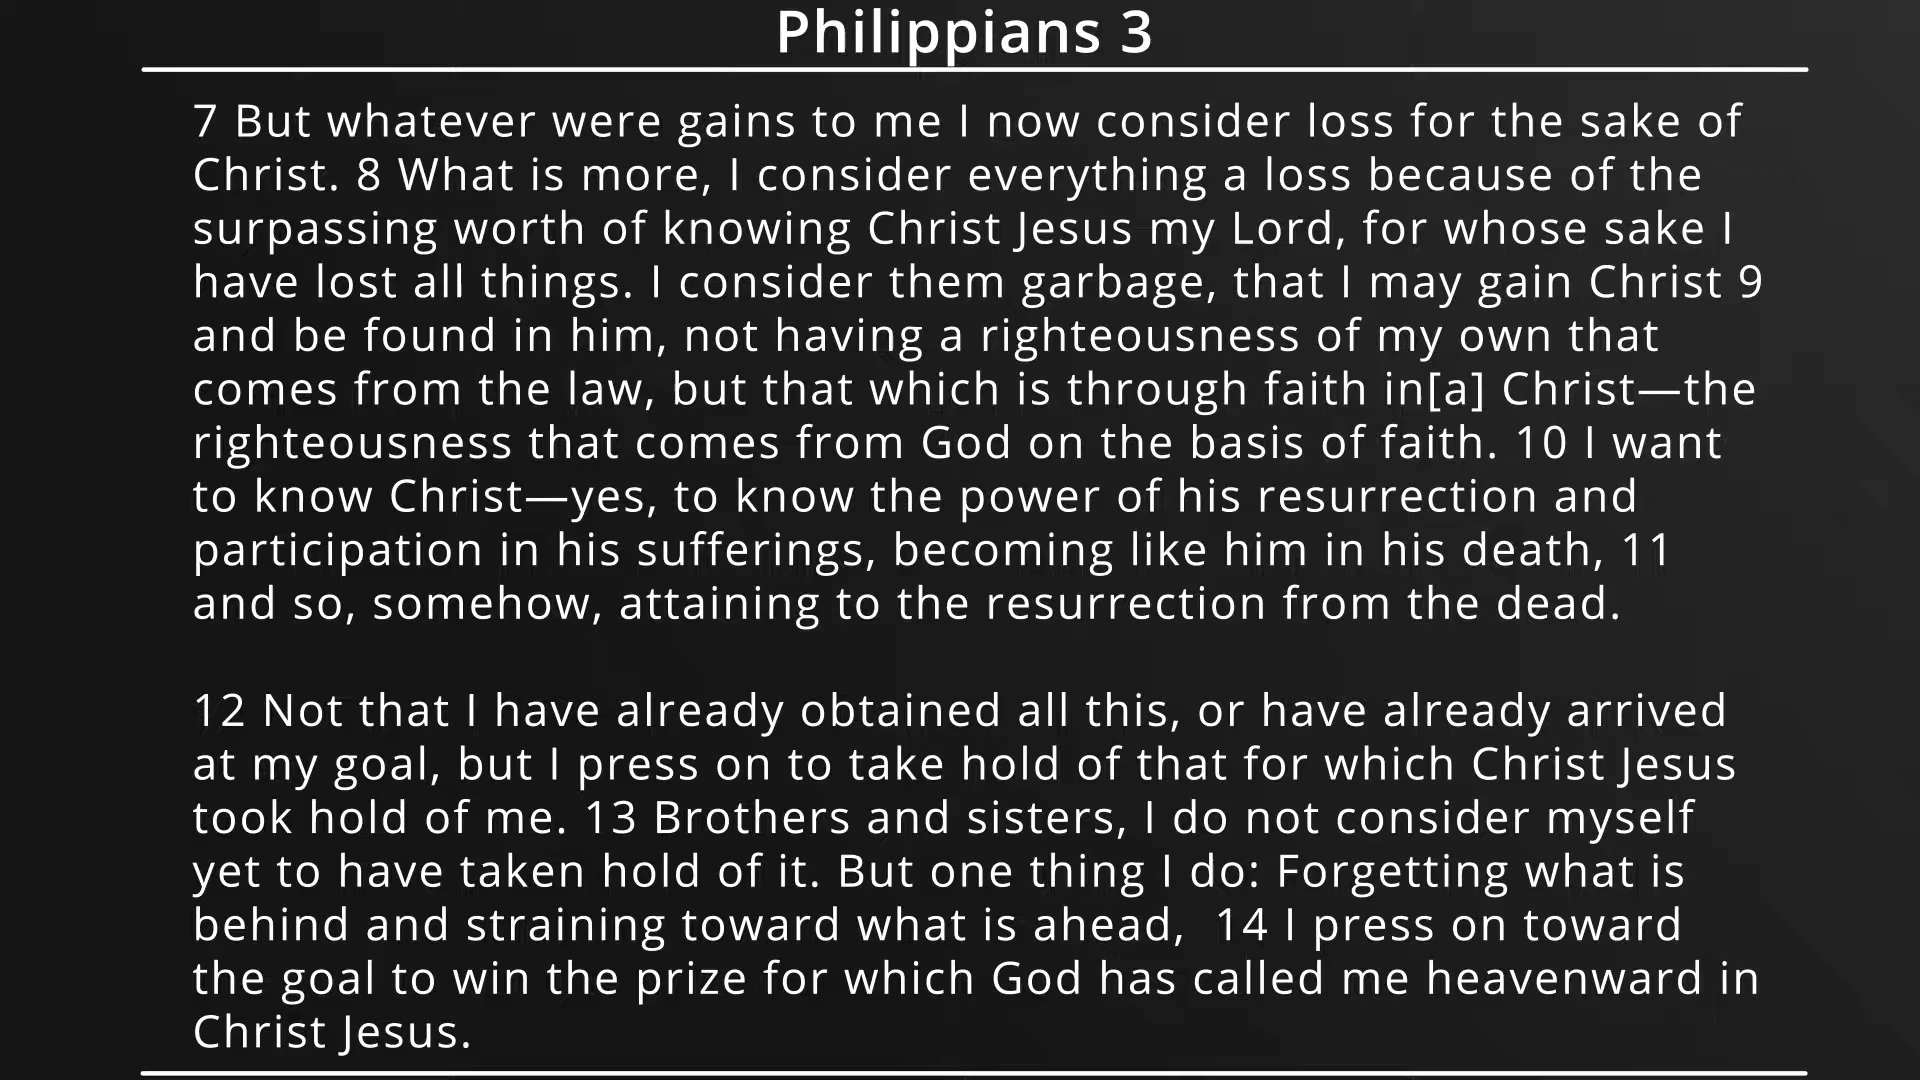 Philippians 3
7 But whatever were gains to me I now consider loss for the sake of
Christ. 8 What is more, I consider everything a loss because of the
surpassing worth of knowing Christ Jesus my Lord, for whose sake I
have lost all things. I consider them garbage, that I may gain Christ 9
and be found in him, not having a righteousness of my own that
comes from the law, but that which is through faith in[a] Christ—the
righteousness that comes from God on the basis of faith. 10 I want
to know Christ—yes, to know the power of his resurrection and
participation in his sufferings, becoming like him in his death, 11
and so, somehow, attaining to the resurrection from the dead.
12 Not that I have already obtained all this, or have already arrived
at my goal, but I press on to take hold of that for which Christ Jesus
took hold of me. 13 Brothers and sisters, I do not consider myself
yet to have taken hold of it. But one thing I do: Forgetting what is
behind and straining toward what is ahead,  14 I press on toward
the goal to win the prize for which God has called me heavenward in
Christ Jesus.